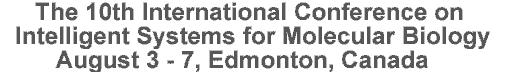 The 10th International Conference on
Intelligent Systems for Molecular Biology
August 3 - 7, Edmonton, Canada